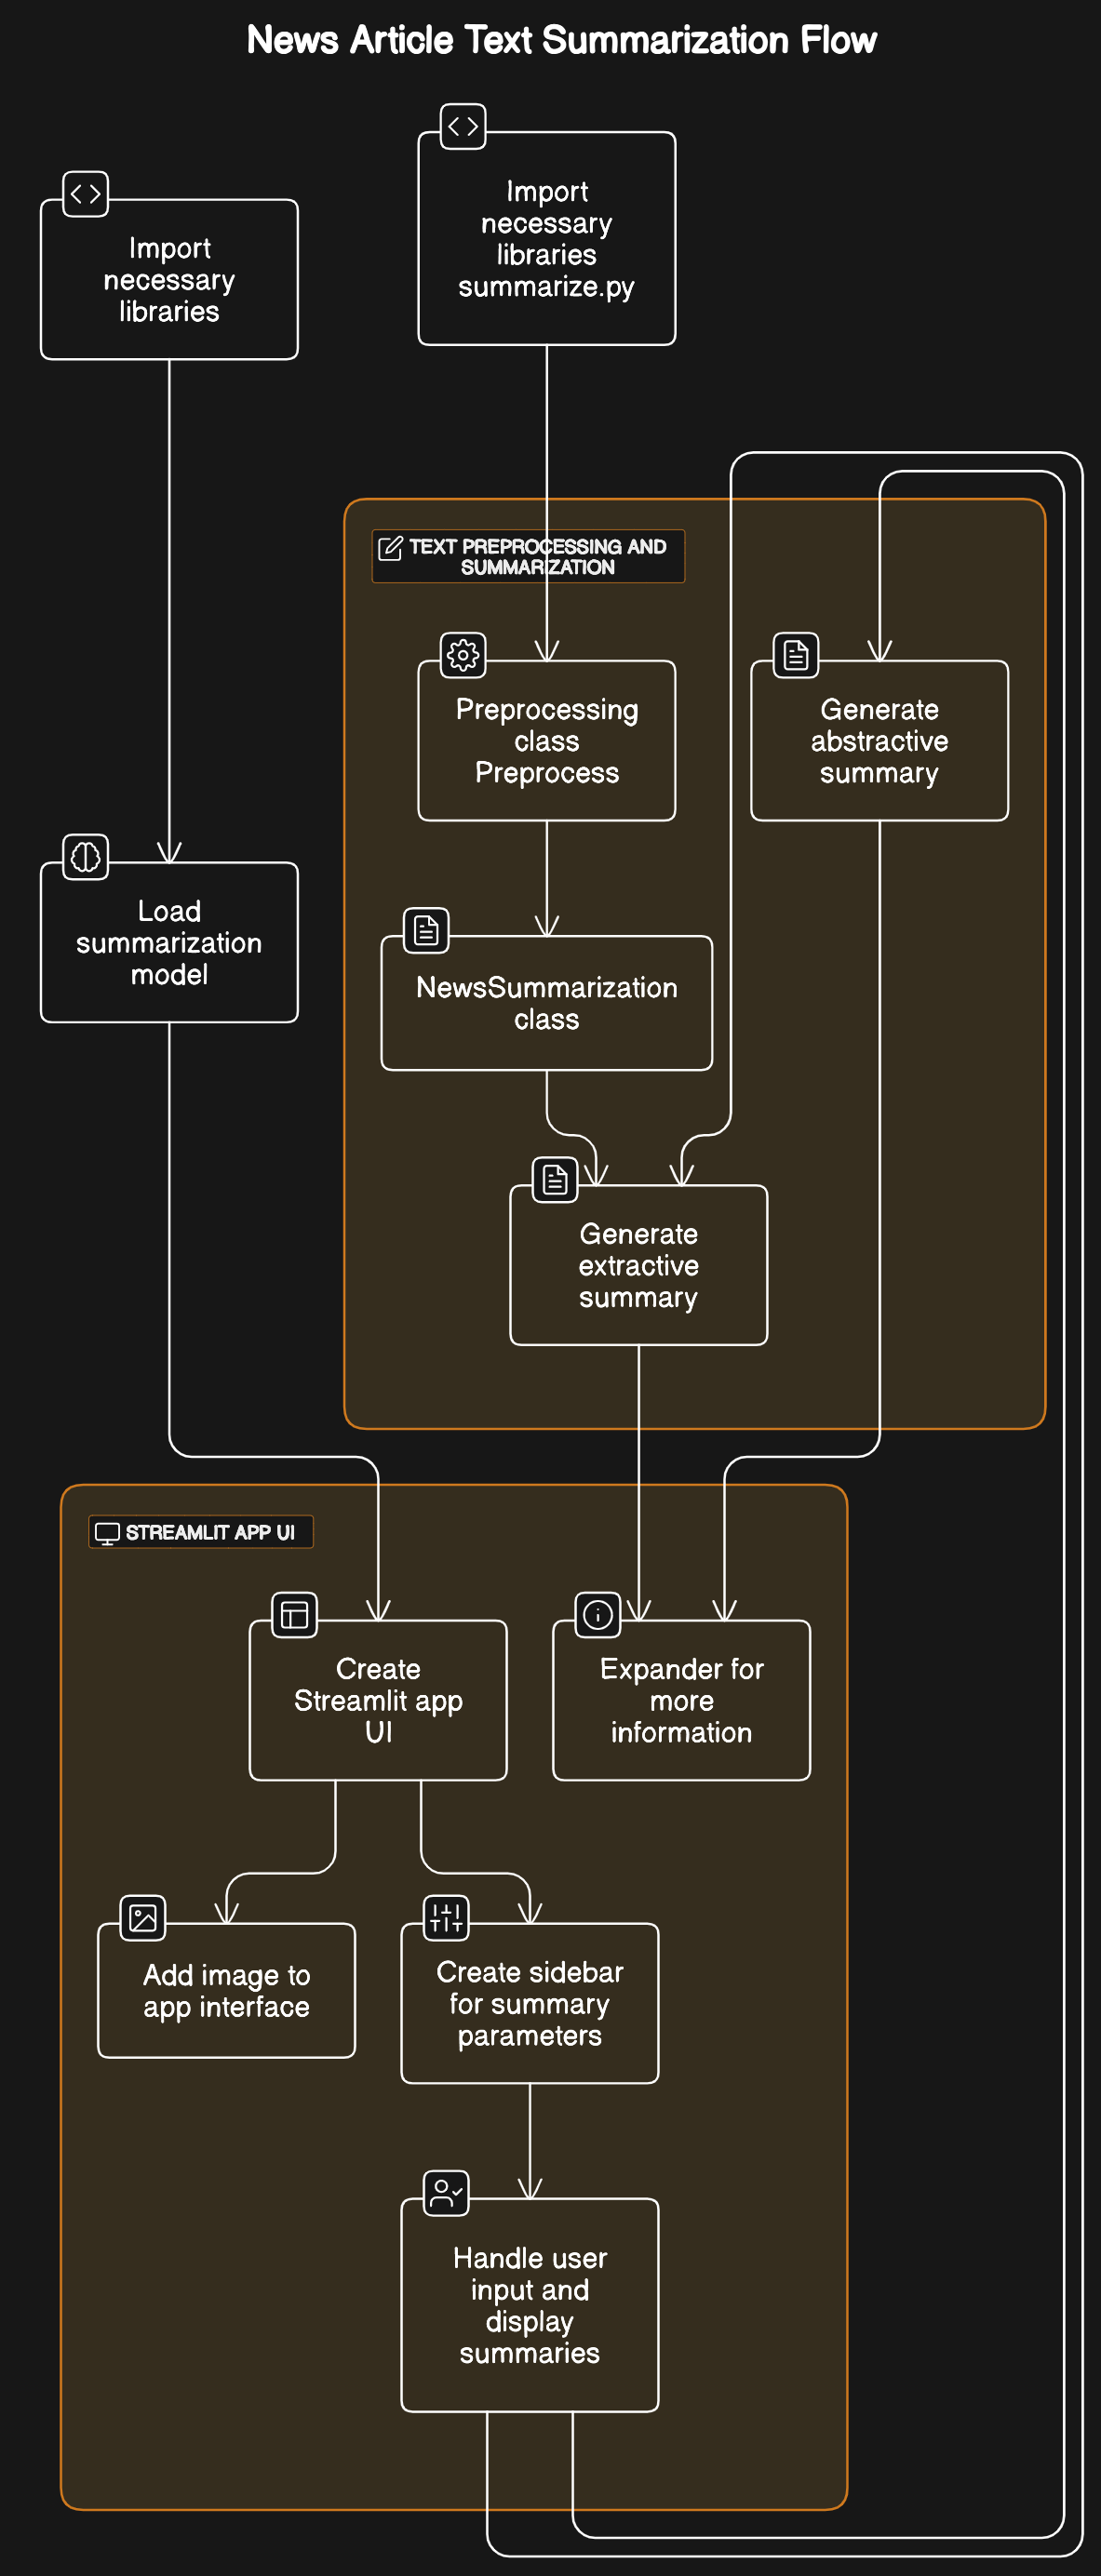 News Article Text Summarization Flow
Import
necessary
libraries
summarize.py
Import
necessary
libraries
TEXT PREPROCESSING AND
SUMMARIZATION
Preprocessing
class
Preprocess
Generate
abstractive
summary
Load
summarization
model
NewsSummarization
class
Generate
extractive
summary
STREAMLIT APP UI
Create
Streamlit app
UI
Expander for
more
information
Add image to
app interface
Create sidebar
for summary
parameters
Handle user
input and
display
summaries